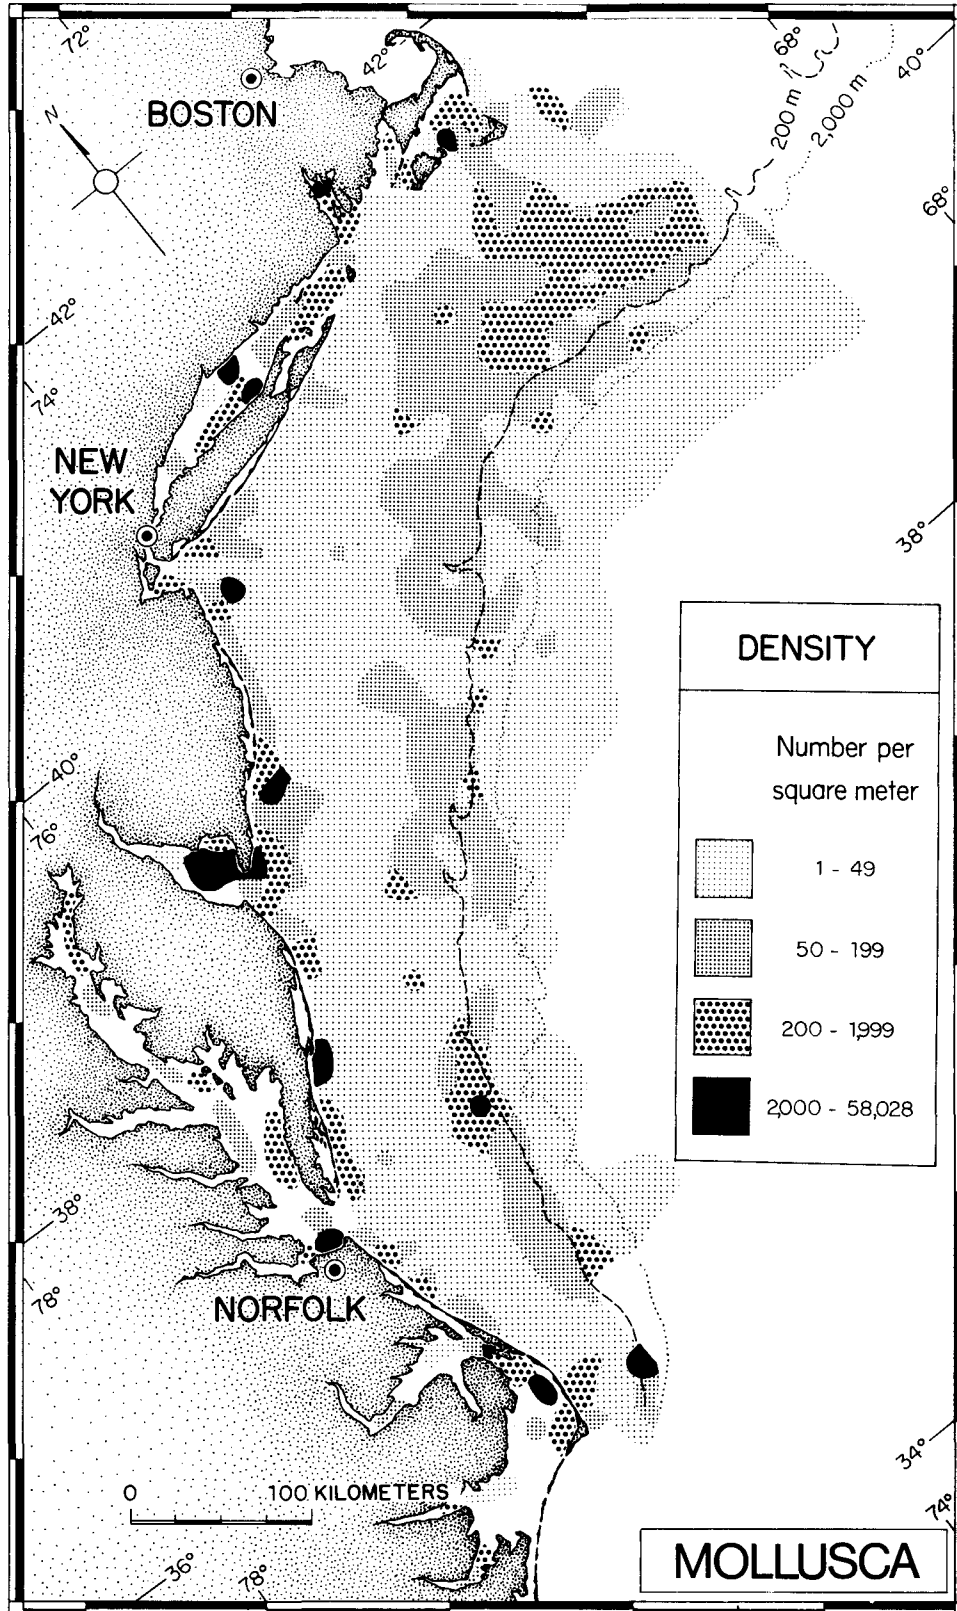 72°
42°
68°
40°
200 m
2,000 m
BOSTON
N
68°
42°
74°
NEW
YORK
38°
DENSITY
Number per
square meter
1 - 49
50 - 199
200 - 1,999
2,000 - 58,028
40°
76°
38°
78°
NORFOLK
34°
74°
0 100 KILOMETERS
36°
78°
MOLLUSCA